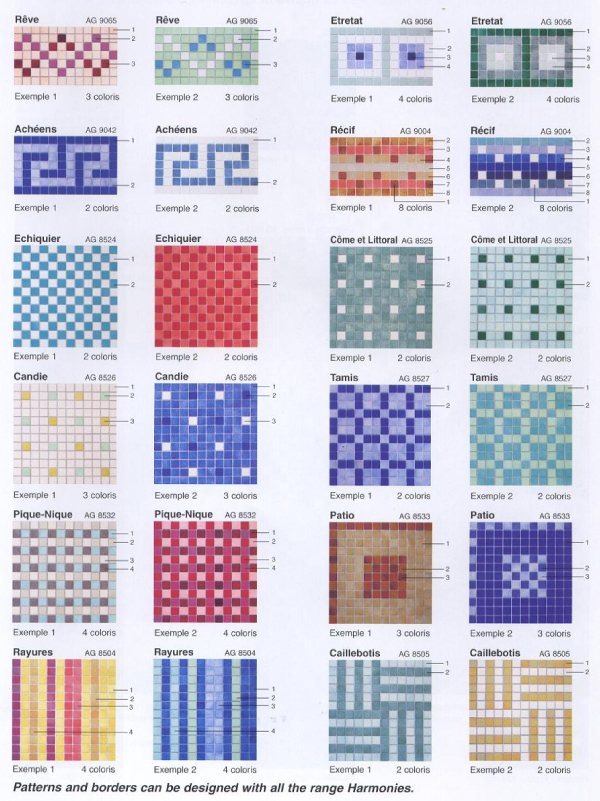 Rêve AG 9065
1
2
3
Exemple 1 3 coloris
Rêve AG 9065
1
2
3
Exemple 2 3 coloris
Etretat AG 9056
1
2
3
4
Exemple 1 4 coloris
Etretat AG 9056
1
2
3
4
Exemple 2 4 coloris
Achéens AG 9042
1
2
Exemple 1 2 coloris
Achéens AG 9042
1
2
Exemple 2 2 coloris
Récif AG 9004
2
3
4
5
6
7
8
1
Exemple 1 8 coloris
Récif AG 9004
2
3
4
5
6
7
8
1
Exemple 2 8 coloris
Echiquier AG 8524
1
2
Exemple 1 2 coloris
Echiquier AG 8524
1
2
Exemple 2 2 coloris
Côme et Littoral AG 8525
1
2
Exemple 1 2 coloris
Côme et Littoral AG 8525
1
2
Exemple 2 2 coloris
Candie AG 8526
1
2
3
Exemple 1 3 coloris
Candie AG 8526
1
2
3
Exemple 2 3 coloris
Tamis AG 8527
1
2
Exemple 1 2 coloris
Tamis AG 8527
1
2
Exemple 2 2 coloris
Pique-Nique AG 8532
1
2
3
4
Exemple 1 4 coloris
Pique-Nique AG 8532
1
2
3
4
Exemple 2 4 coloris
Patio AG 8533
1
2
3
Exemple 1 3 coloris
Patio AG 8533
1
2
3
Exemple 2 3 coloris
Rayures AG 8504
1
2
3
4
Exemple 1 4 coloris
Rayures AG 8504
1
2
3
4
Exemple 2 4 coloris
Caillebotis AG 8505
1
2
Exemple 1 2 coloris
Caillebotis AG 8505
1
2
Exemple 2 2 coloris
Patterns and borders can be designed with all the range Harmonies.